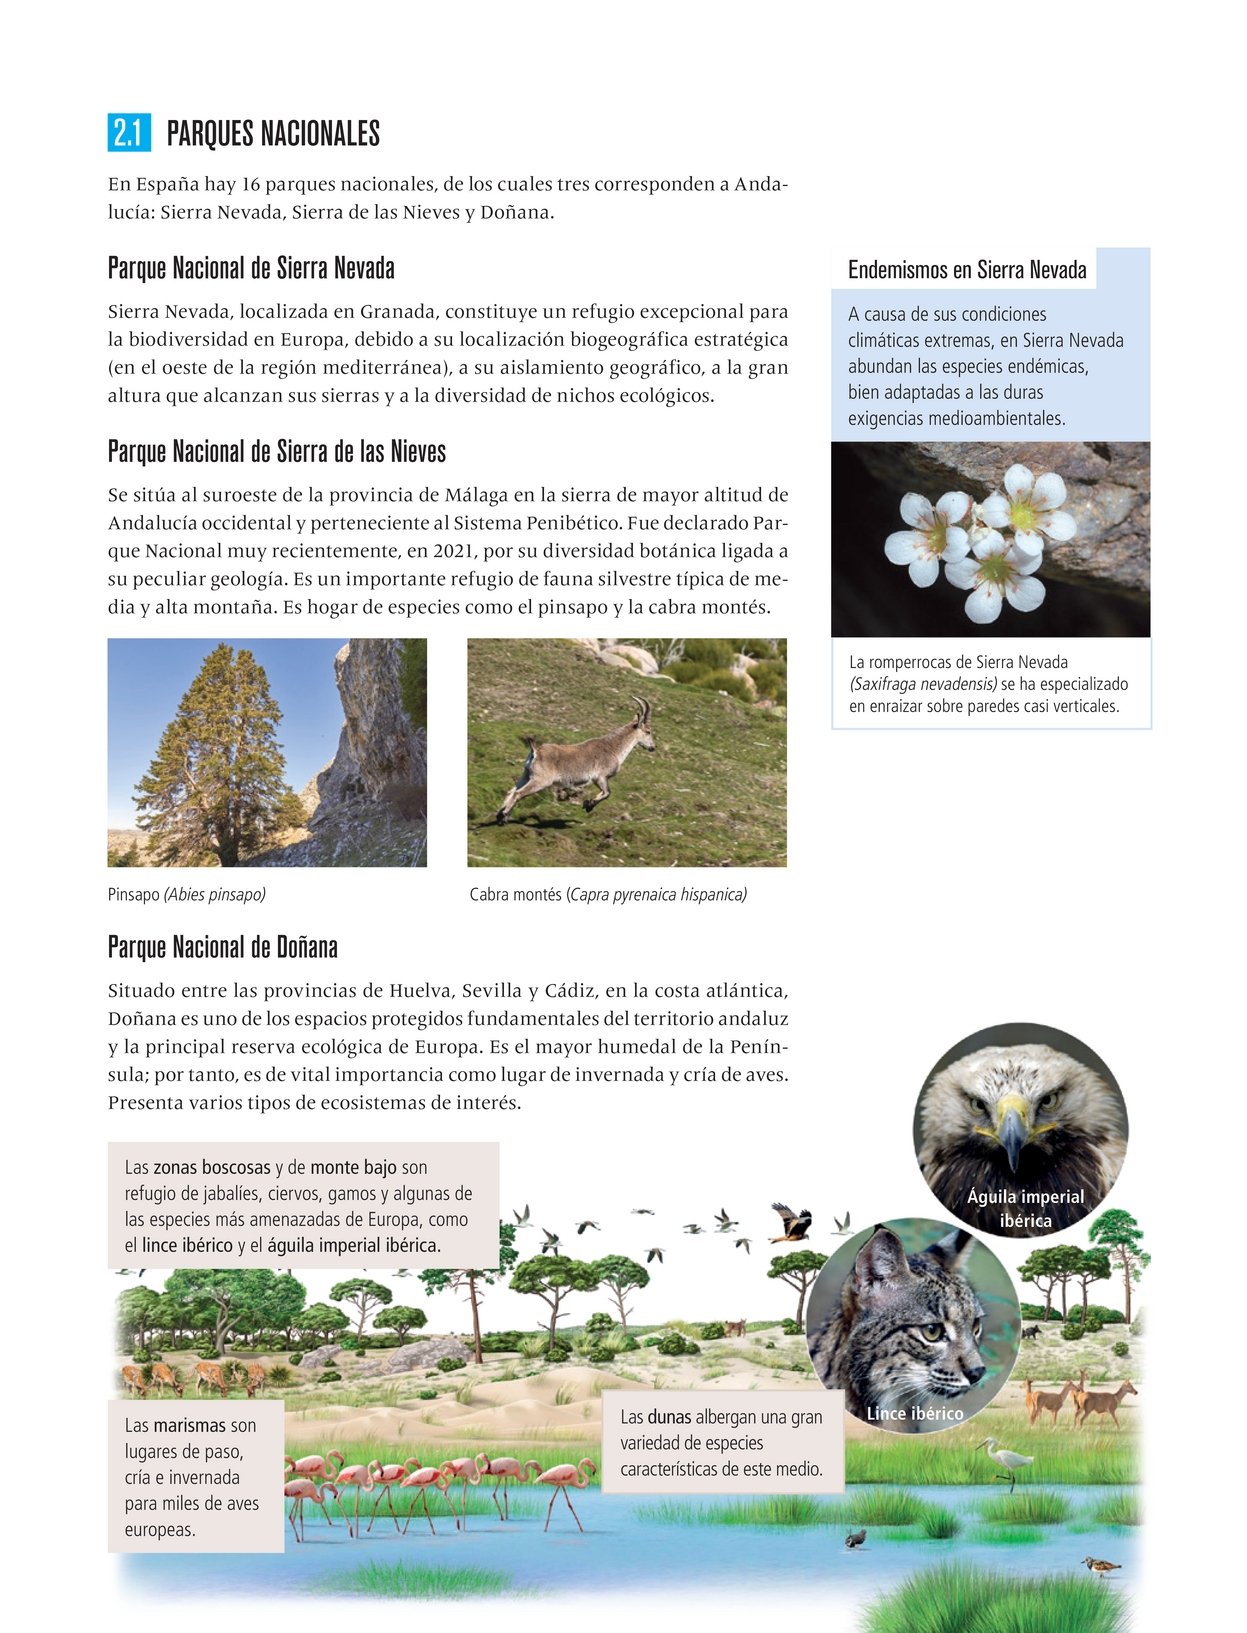 2.1 PARQUES NACIONALES
En España hay 16 parques nacionales, de los cuales tres corresponden a Anda-
lucía: Sierra Nevada, Sierra de las Nieves y Doñana.
Parque Nacional de Sierra Nevada
Sierra Nevada, localizada en Granada, constituye un refugio excepcional para
la biodiversidad en Europa, debido a su localización biogeográfica estratégica
(en el oeste de la región mediterránea), a su aislamiento geográfico, a la gran
altura que alcanzan sus sierras y a la diversidad de nichos ecológicos.
Endemismos en Sierra Nevada
A causa de sus condiciones
climáticas extremas, en Sierra Nevada
abundan las especies endémicas,
bien adaptadas a las duras
exigencias medioambientales.
La romperrocas de Sierra Nevada
(Saxifraga nevadensis) se ha especializado
en enraizar sobre paredes casi verticales.
Parque Nacional de Sierra de las Nieves
Se sitúa al suroeste de la provincia de Málaga en la sierra de mayor altitud de
Andalucía occidental y perteneciente al Sistema Penibético. Fue declarado Par-
que Nacional muy recientemente, en 2021, por su diversidad botánica ligada a
su peculiar geología. Es un importante refugio de fauna silvestre típica de me-
dia y alta montaña. Es hogar de especies como el pinsapo y la cabra montés.
Pinsapo (Abies pinsapo)
Cabra montés (Capra pyrenaica hispanica)
Parque Nacional de Doñana
Situado entre las provincias de Huelva, Sevilla y Cádiz, en la costa atlántica,
Doñana es uno de los espacios protegidos fundamentales del territorio andaluz
y la principal reserva ecológica de Europa. Es el mayor humedal de la Penín-
sula; por tanto, es de vital importancia como lugar de invernada y cría de aves.
Presenta varios tipos de ecosistemas de interés.
Las zonas boscosas y de monte bajo son
refugio de jabalíes, ciervos, gamos y algunas de
las especies más amenazadas de Europa, como
el lince ibérico y el águila imperial ibérica.
Águila imperial
ibérica
Lince ibérico
Las marismas son
lugares de paso,
cría e invernada
para miles de aves
europeas.
Las dunas albergan una gran
variedad de especies
características de este medio.